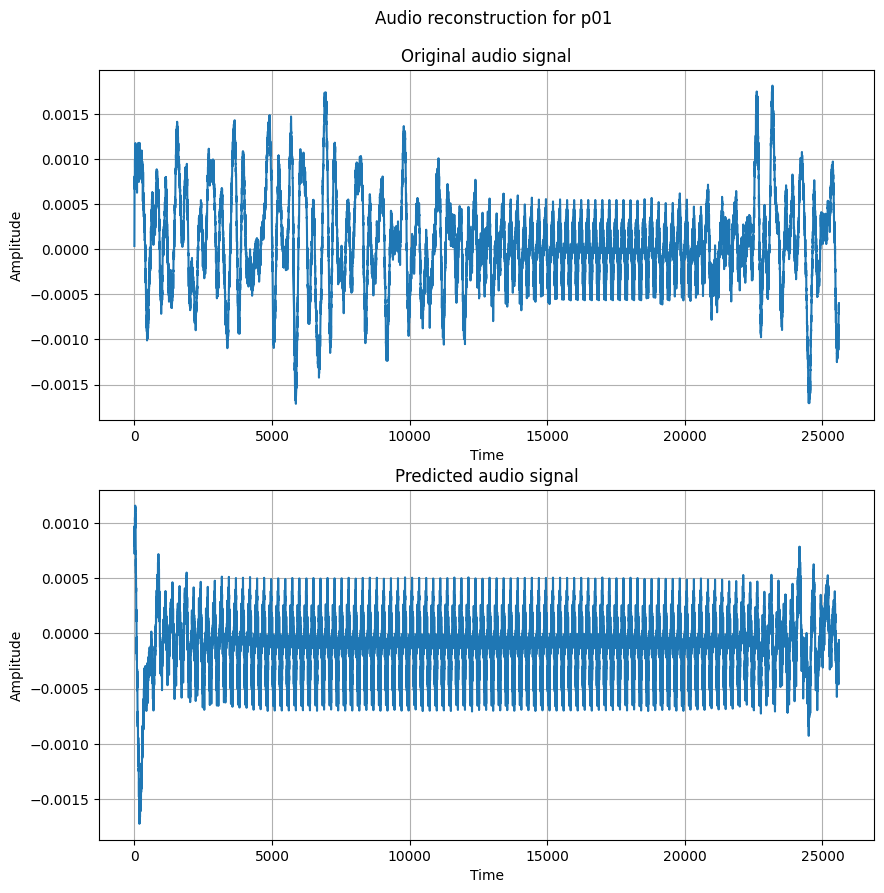 Audio reconstruction for p01
Original audio signal
0.0015
0.0010
0.0005
0.0000
−0.0005
−0.0010
−0.0015
Amplitude
0 5000 10000 15000 20000 25000
Time
Predicted audio signal
0.0010
0.0005
0.0000
−0.0005
−0.0010
−0.0015
Amplitude
0 5000 10000 15000 20000 25000
Time